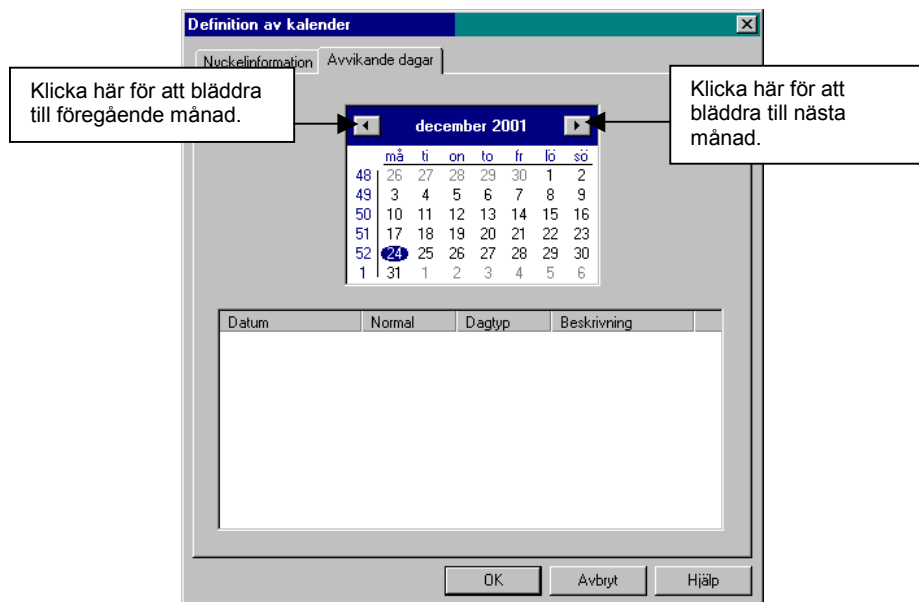 Definition av kalender
Nyckelinformation Avvikande dagar
Klicka här för att bläddra
till föregående månad.
Klicka här för att
bläddra till nästa
månad.
december 2001
må ti on to fr lö sö
48 26 27 28 29 30 1 2
49 3 4 5 6 7 8 9
50 10 11 12 13 14 15 16
51 17 18 19 20 21 22 23
52 24 25 26 27 28 29 30
1 31 1 2 3 4 5 6
Datum Normal Dagtyp Beskrivning
OK Avbryt Hjälp